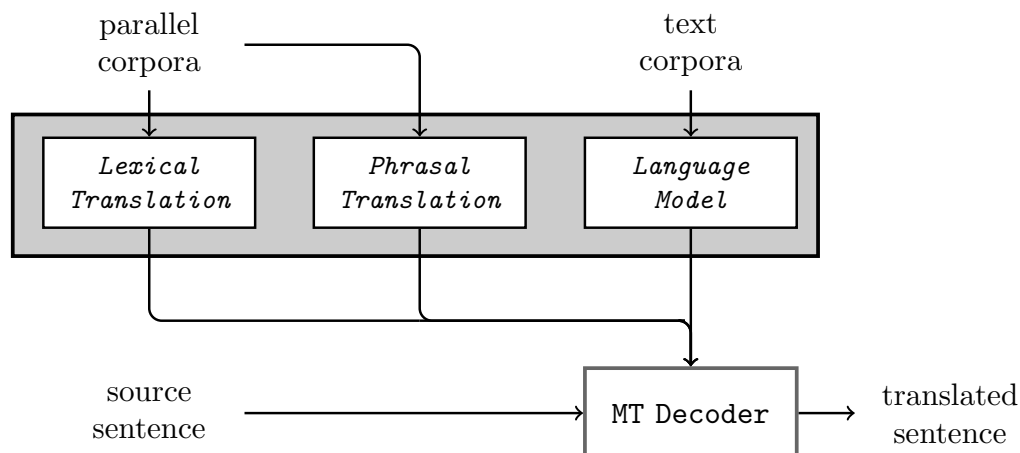 parallel
corpora
text
corpora
Lexical
Translation
Phrasal
Translation
Language
Model
source
sentence
MT Decoder
translated
sentence